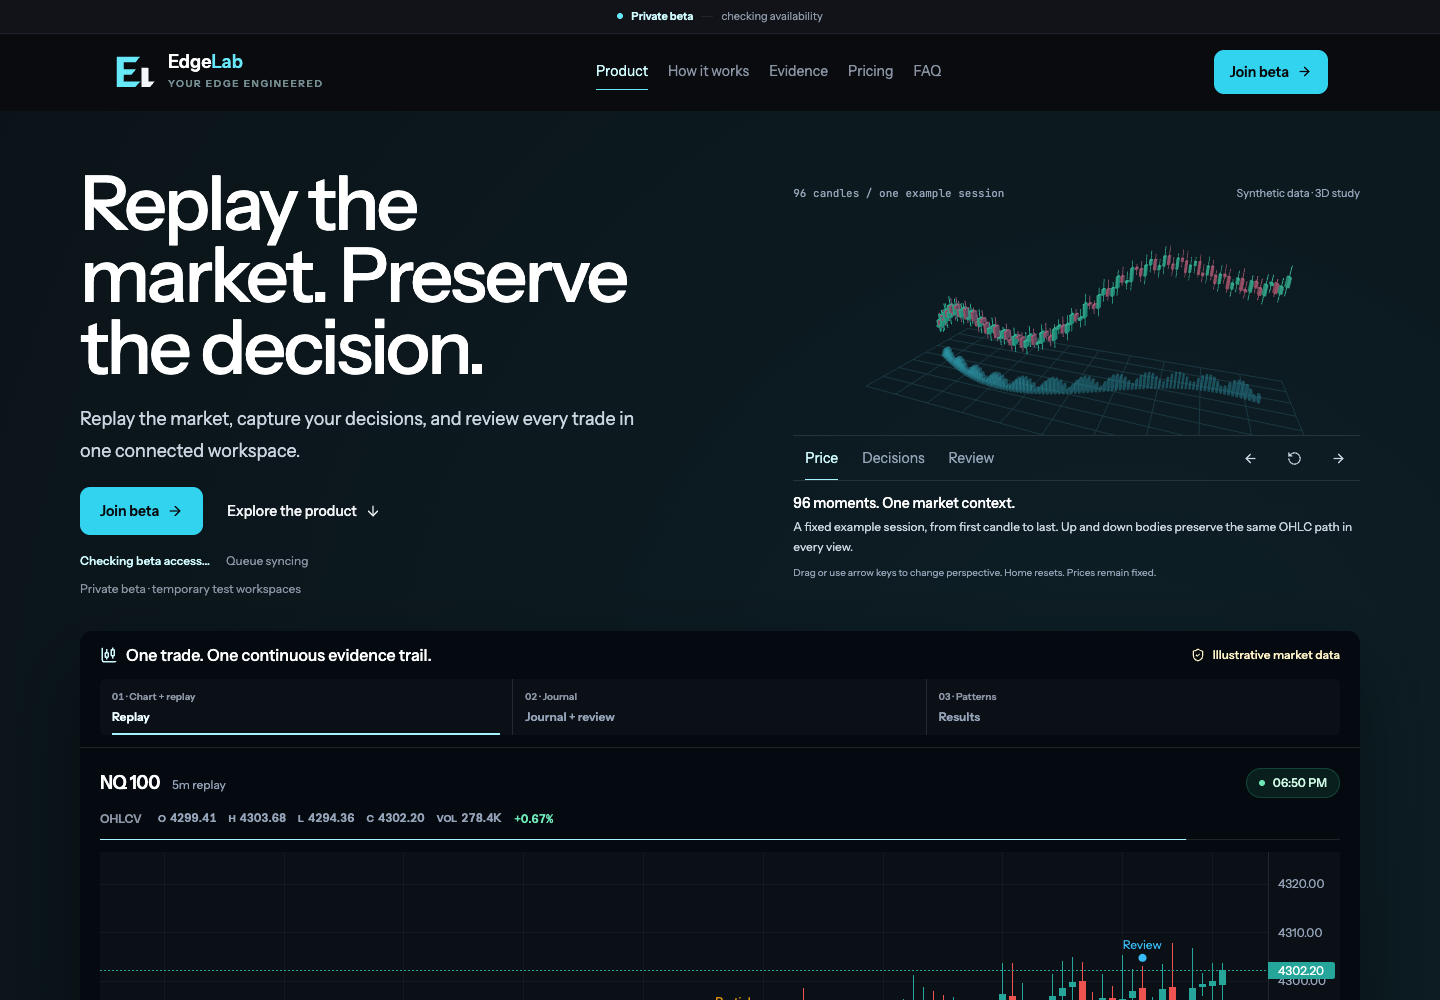 Private beta — checking availability
EL
EdgeLab
YOUR EDGE ENGINEERED
Product How it works Evidence Pricing FAQ
Join beta →
Replay the
market. Preserve
the decision.
Replay the market, capture your decisions, and review every trade in
one connected workspace.
Join beta →
Explore the product ↓
Checking beta access... Queue syncing
Private beta · temporary test workspaces
96 candles / one example session
Synthetic data · 3D study
Price Decisions Review
96 moments. One market context.
A fixed example session, from first candle to last. Up and down bodies preserve the same OHLC path in
every view.
Drag or use arrow keys to change perspective. Home resets. Prices remain fixed.
One trade. One continuous evidence trail.
Illustrative market data
01 · Chart + replay
Replay
02 · Journal
Journal + review
03 · Patterns
Results
NQ 100 5m replay
06:50 PM
OHLCV O 4299.41 H 4303.68 L 4294.36 C 4302.20 VOL 278.4K +0.67%
4320.00
4310.00
Review
4302.20
4300.00